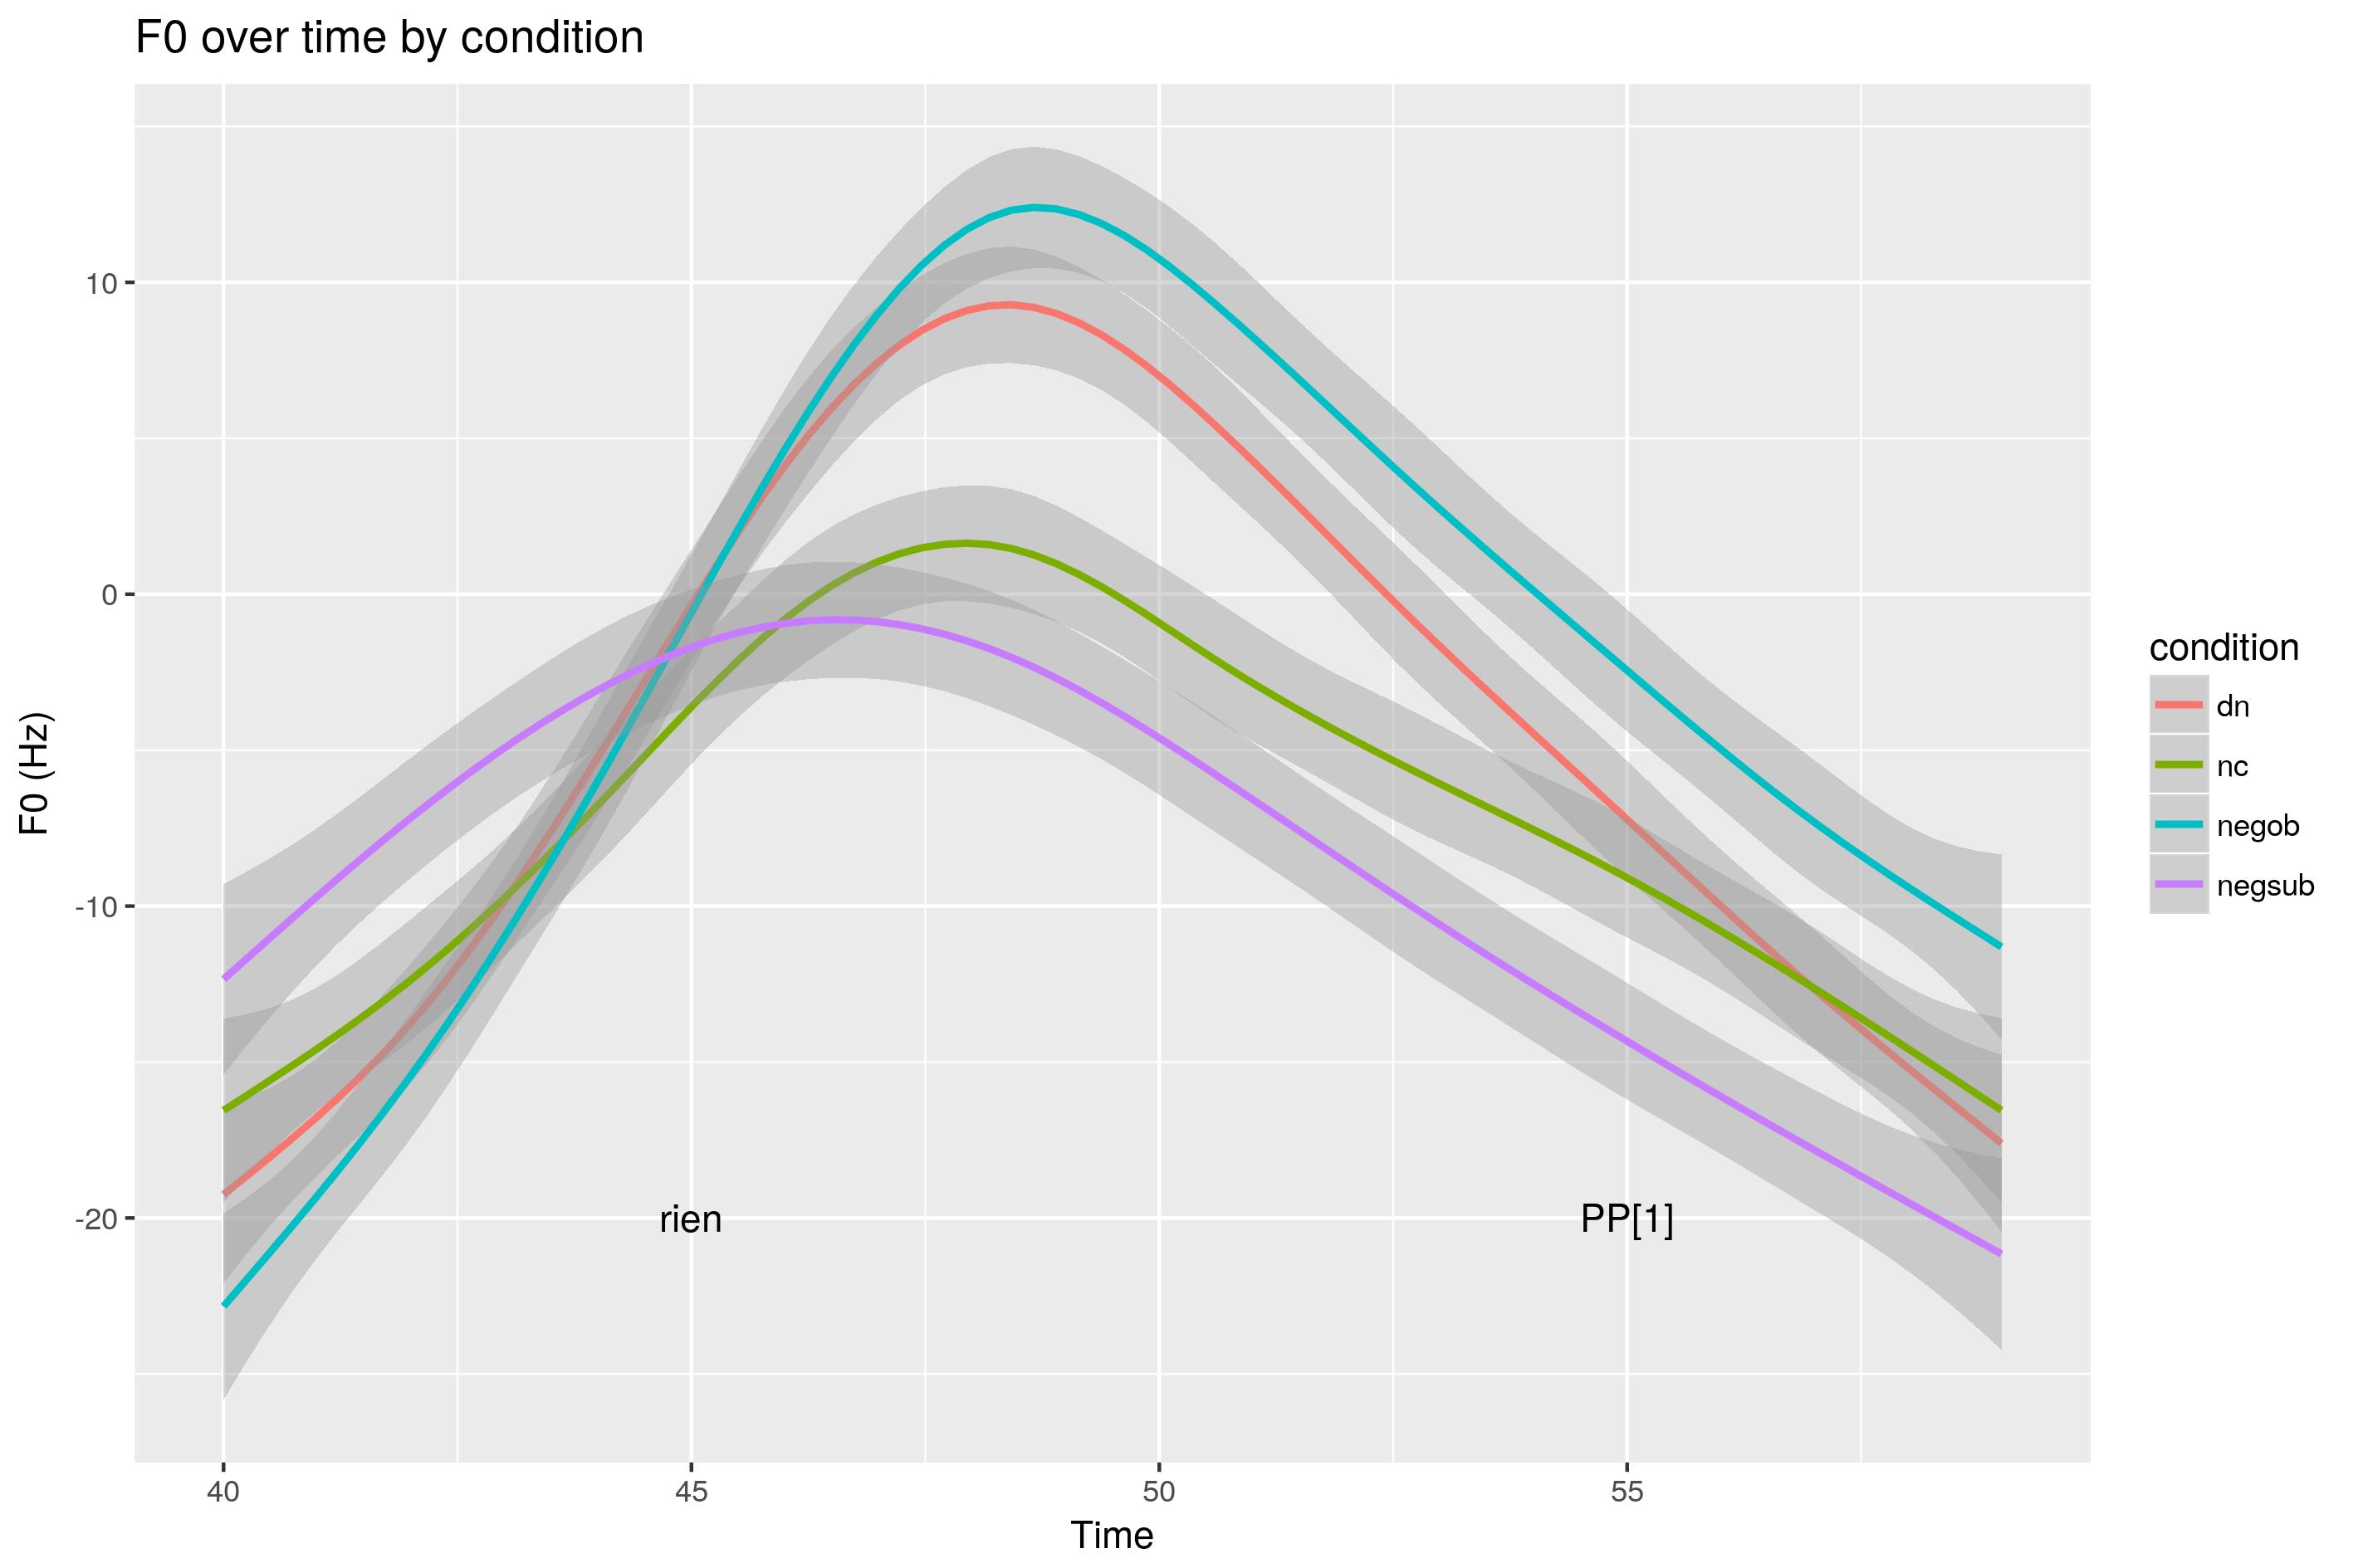 F0 over time by condition
F0 (Hz)
10
0
-10
-20
rien
PP[1]
40
45
50
55
Time
condition
dn
nc
negob
negsub